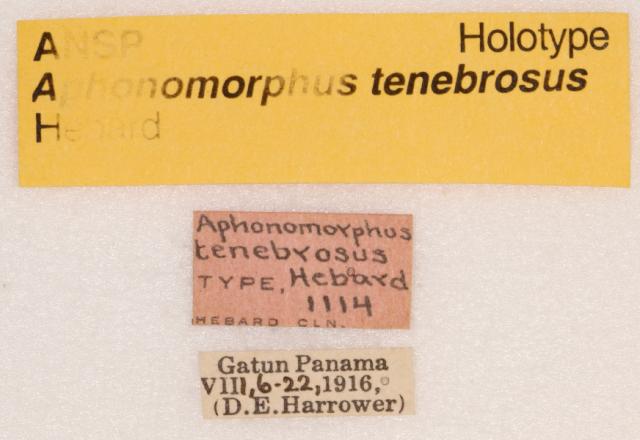 ANSP Holotype
Aphonomorphus tenebrosus
Hebard
Aphonomorphus
tenebrosus
TYPE, Hebard
1114
HEBARD CLN.
Gatun Panama
VIII,6-22,1916,
(D.E.Harrower)